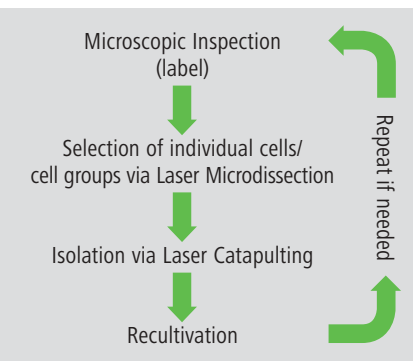 Microscopic Inspection
(label)
Selection of individual cells/
cell groups via Laser Microdissection
Isolation via Laser Catapulting
Recultivation
Repeat if needed